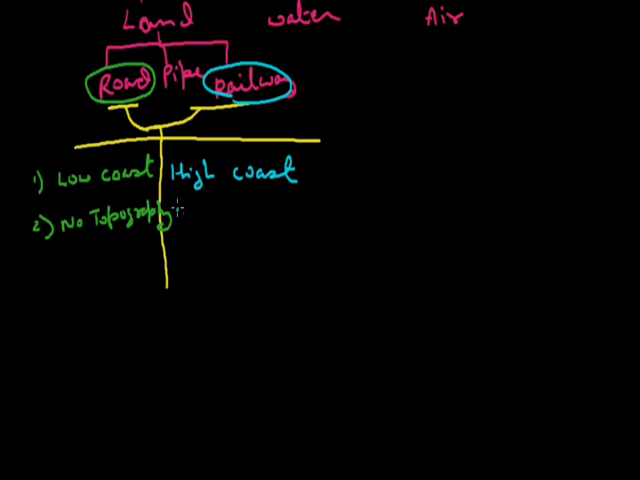 Land water Air
Road Pipe Railway
1) Low coast High coast
2) No Topography